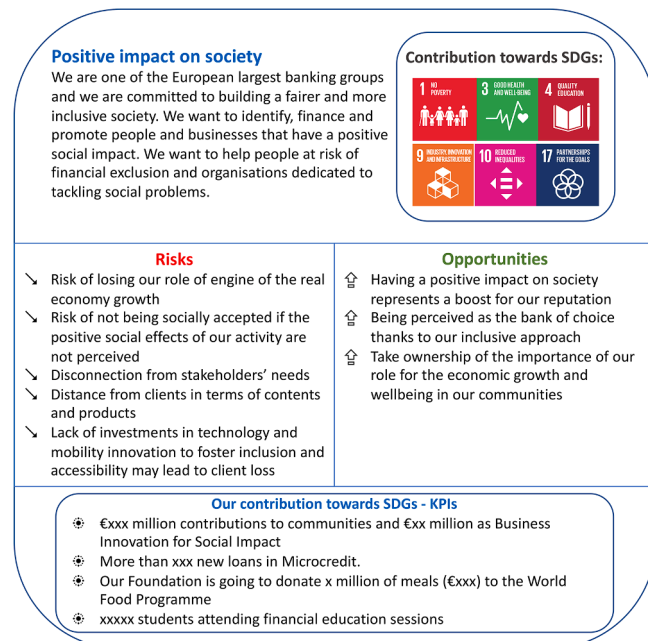 Positive impact on society
We are one of the European largest banking groups
and we are committed to building a fairer and more
inclusive society. We want to identify, finance and
promote people and businesses that have a positive
social impact. We want to help people at risk of
financial exclusion and organisations dedicated to
tackling social problems.
Contribution towards SDGs:
1 NO
POVERTY
3 GOOD HEALTH
AND WELL-BEING
4 QUALITY
EDUCATION
9 INDUSTRY, INNOVATION
AND INFRASTRUCTURE
10 REDUCED
INEQUALITIES
17 PARTNERSHIPS
FOR THE GOALS
Risks
Risk of losing our role of engine of the real
economy growth
Risk of not being socially accepted if the
positive social effects of our activity are
not perceived
Disconnection from stakeholders’ needs
Distance from clients in terms of contents
and products
Lack of investments in technology and
mobility innovation to foster inclusion and
accessibility may lead to client loss
Opportunities
Having a positive impact on society
represents a boost for our reputation
Being perceived as the bank of choice
thanks to our inclusive approach
Take ownership of the importance of our
role for the economic growth and
wellbeing in our communities
Our contribution towards SDGs - KPIs
€xxx million contributions to communities and €xx million as Business
Innovation for Social Impact
More than xxx new loans in Microcredit.
Our Foundation is going to donate x million of meals (€xxx) to the World
Food Programme
xxxxx students attending financial education sessions